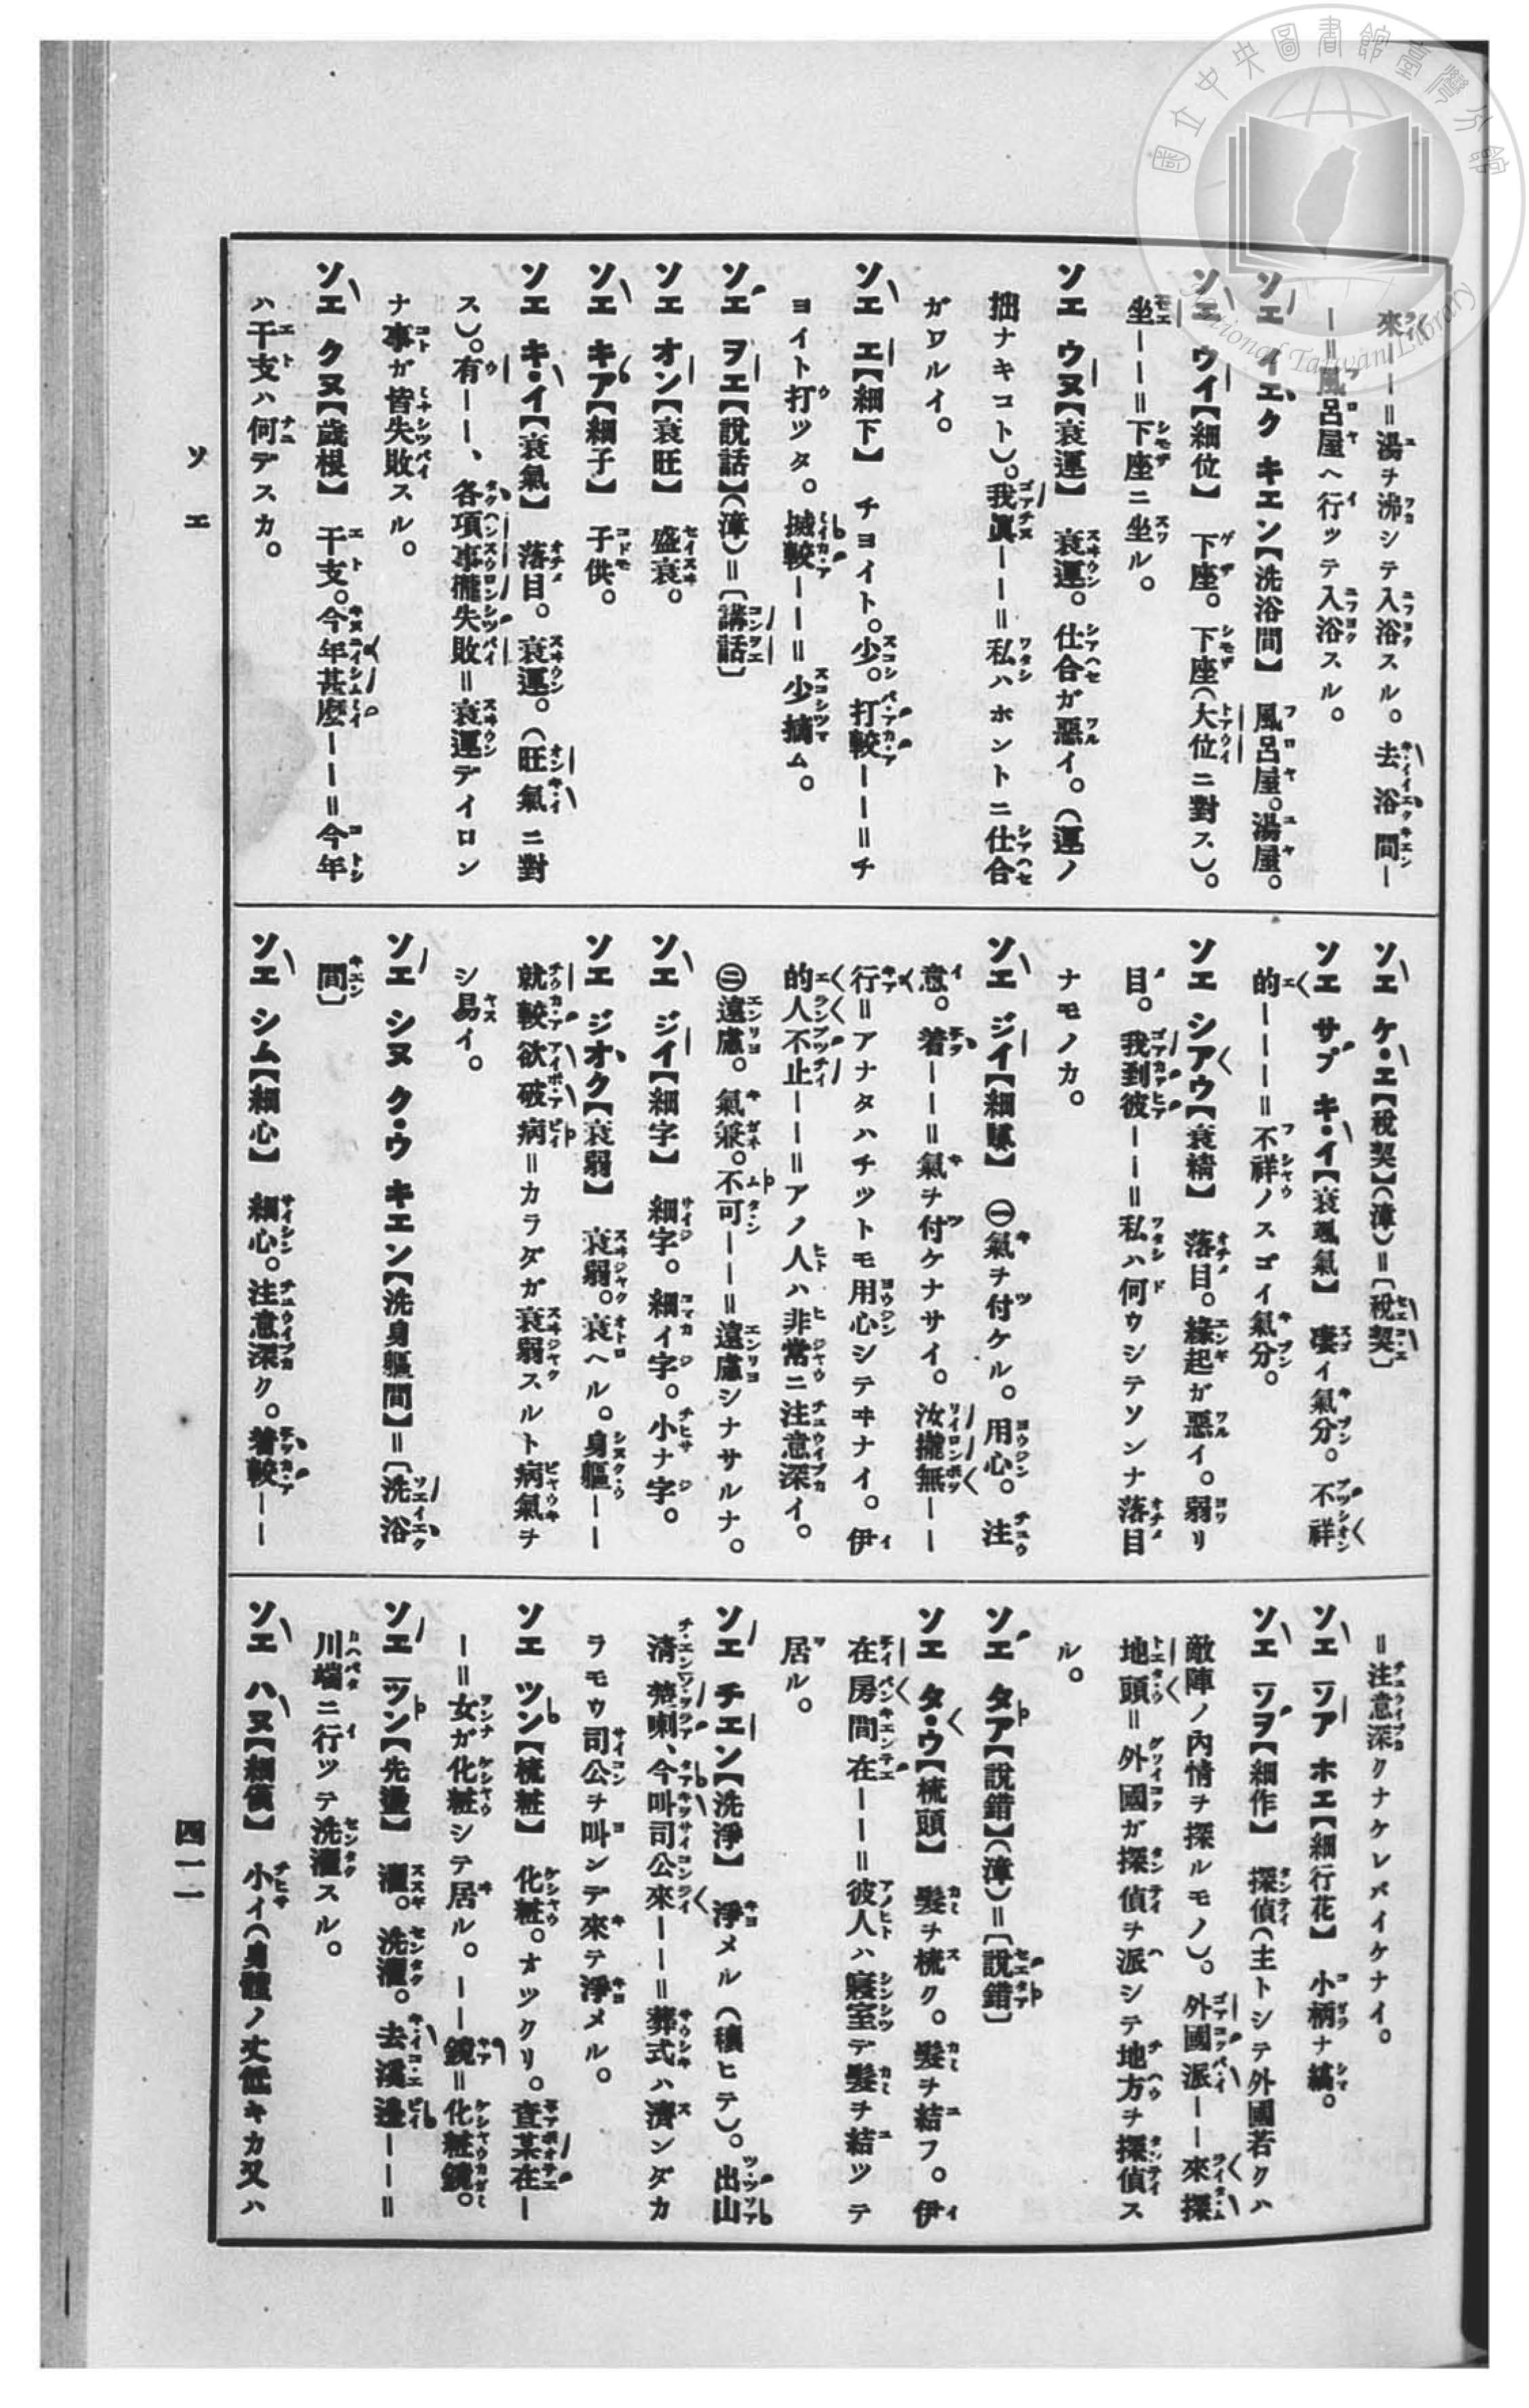 國立中央圖書館臺灣分館
National Taiwan Library
來――＝湯ヲ沸シテ入浴スル。去浴間―
―＝風呂屋ヘ行ッテ入浴スル。
ソエ イエク キエン【洗浴間】 風呂屋。湯屋。
ソエ ウイ【細位】 下座。下座(大位ニ對ス)。
坐――＝下座ニ坐ル。
ソエ ウヌ【衰運】 衰運。仕合ガ惡イ。(運ノ
拙ナキコト)。我眞――＝私ハホントニ仕合
ガワルイ。
ソエ エ【細下】 チヨイト。少。打較――＝チ
ヨイト打ツタ。搣較――＝少摘ム。
ソエ ヲエ【說話】(漳)＝〔講話〕
ソエ オン【衰旺】 盛衰。
ソエ キア【細子】 子供。
ソエ キ・イ【衰氣】 落目。衰運。(旺氣ニ對
ス)。有――、各項事攏失敗＝衰運デイロン
ナ事ガ皆失敗スル。
ソエ クヌ【歲根】 干支。今年甚麼――＝今年
ハ干支ハ何デスカ。
ソエ ケ・エ【稅契】(漳)＝〔稅契〕
ソエ サプ キ・イ【衰颯氣】 凄イ氣分。不祥
的―――＝不祥ノスゴイ氣分。
ソエ シアウ【衰精】 落目。緣起ガ惡イ。弱リ
目。我到彼――＝私ハ何ウシテソンナ落目
ナモノカ。
ソエ ジイ【細膩】 ㊀氣ヲ付ケル。用心。注
意。着――＝氣ヲ付ケナサイ。汝攏無――
行＝アナタハチツトモ用心シテヰナイ。伊
的人不止――＝アノ人ハ非常ニ注意深イ。
㊁遠慮。氣兼。不可――＝遠慮シナサルナ。
ソエ ジイ【細字】 細字。細イ字。小ナ字。
ソエ ジオク【衰弱】 衰弱。衰ヘル。身軀――
就較欲破病＝カラダガ衰弱スルト病氣ヲ
シ易イ。
ソエ シヌ ク・ウ キエン【洗身軀間】＝〔洗浴
間〕
ソエ シム【細心】 細心。注意深ク。着較――
＝注意深クナケレバイケナイ。
ソエ ツア ホエ【細行花】 小柄ナ縞。
ソエ ツヲ【細作】 探偵(主トシテ外國若クハ
敵陣ノ內情ヲ探ルモノ)。外國派――來探
地頭＝外國ガ探偵ヲ派シテ地方ヲ探偵ス
ル。
ソエ タア【說錯】(漳)＝〔說錯〕
ソエ タ・ウ【梳頭】 髮ヲ梳ク。髮ヲ結フ。伊
在房間在――＝彼人ハ寢室デ髮ヲ結ツテ
居ル。
ソエ チエン【洗淨】 淨メル(穰ヒテ)。出山
清楚喇、今叫司公來――＝葬式ハ濟ンダカ
ラモウ司公ヲ叫ンデ來テ淨メル。
ソエ ツン【梳粧】 化粧。オツクリ。查某在―
―＝女ガ化粧シテ居ル。――鏡＝化粧鏡。
ソエ ツン【洗盪】 濯。洗濯。去溪邊――＝
川端ニ行ッテ洗濯スル。
ソエ ハヌ【細漢】 小イ(身體ノ丈低キカ又ハ
ソエ
四一一